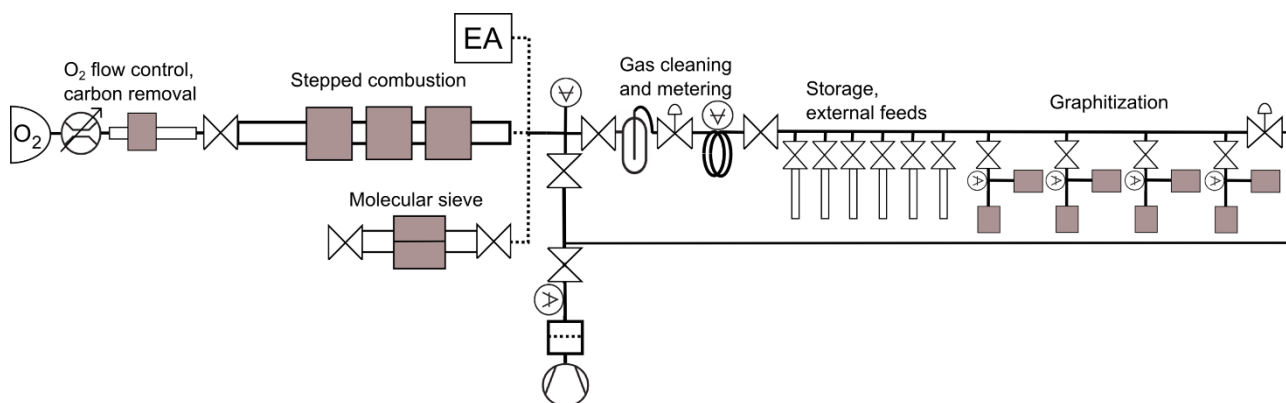 EA
O₂ flow control,
carbon removal
Stepped combustion
Gas cleaning
and metering
Storage,
external feeds
Graphitization
O₂
Molecular sieve